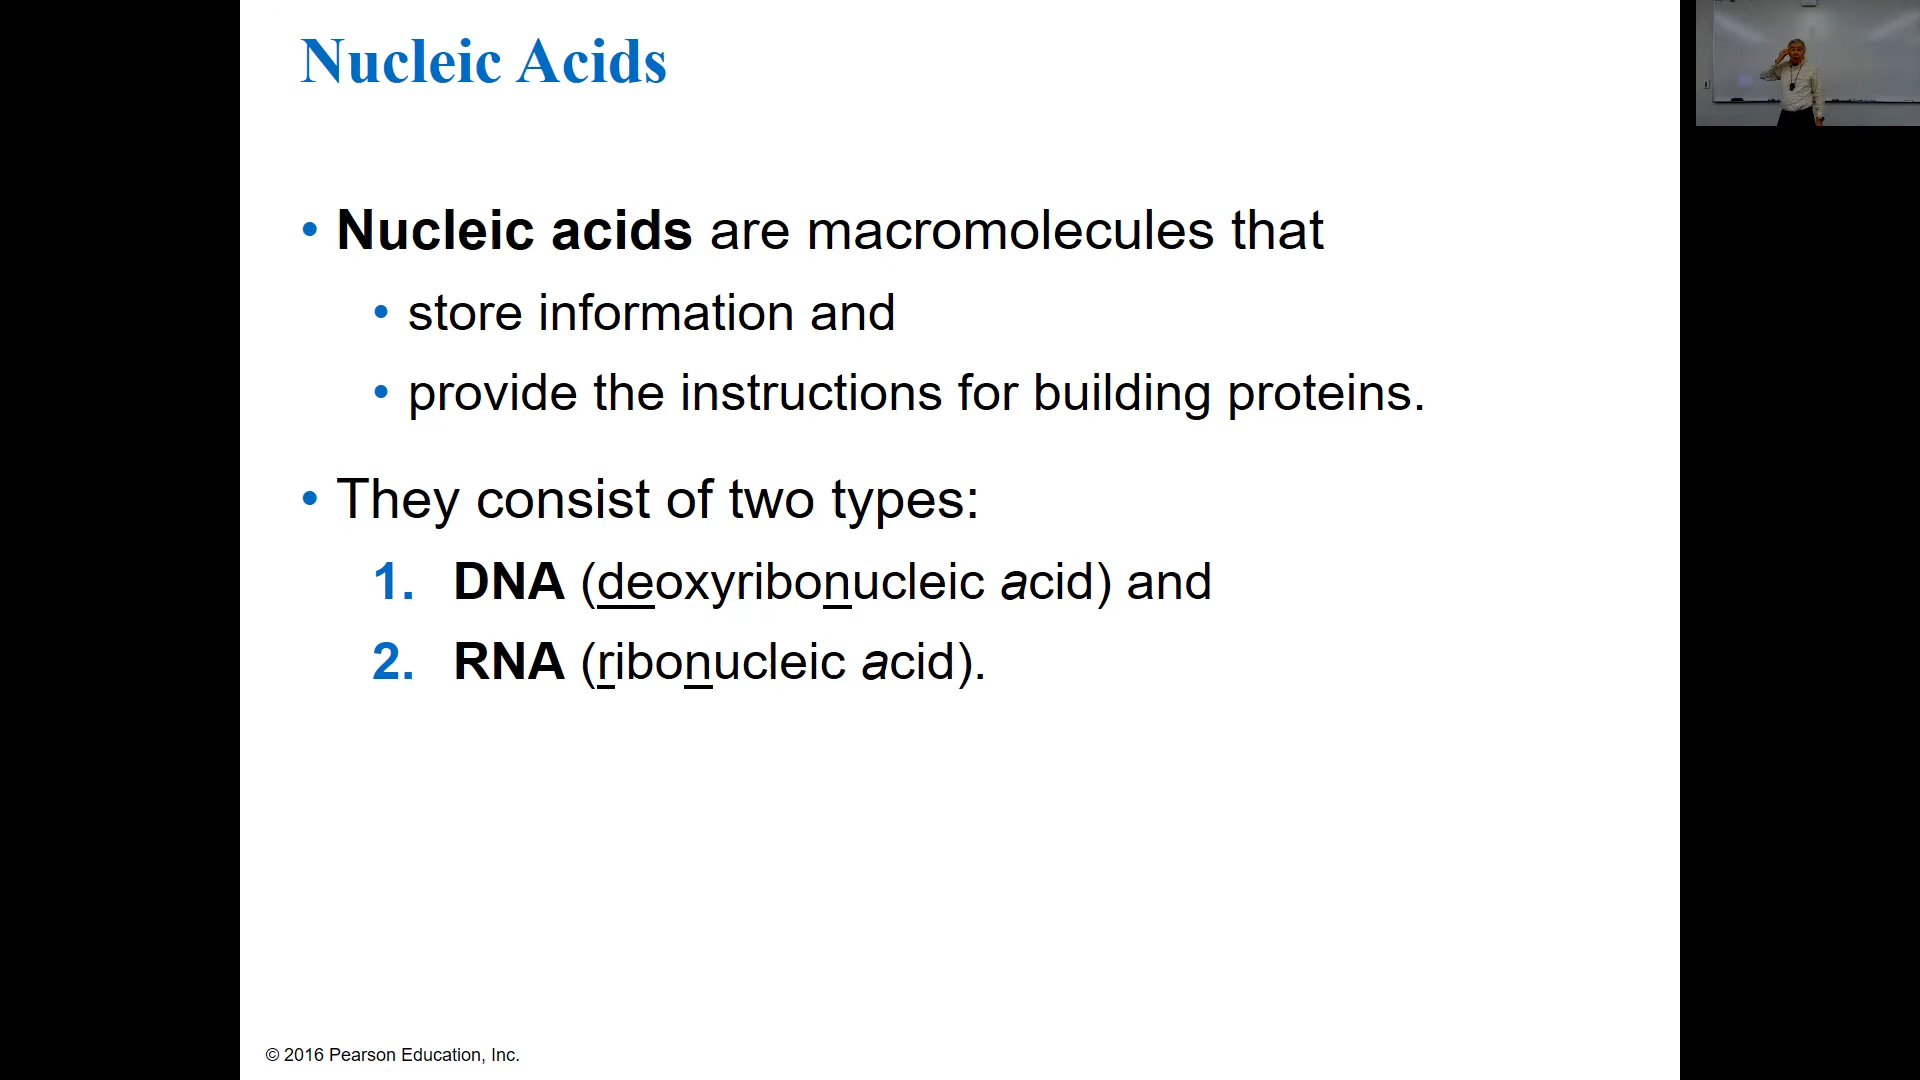 Nucleic Acids
• Nucleic acids are macromolecules that
• store information and
• provide the instructions for building proteins.
• They consist of two types:
1. DNA (deoxyribonucleic acid) and
2. RNA (ribonucleic acid).
© 2016 Pearson Education, Inc.